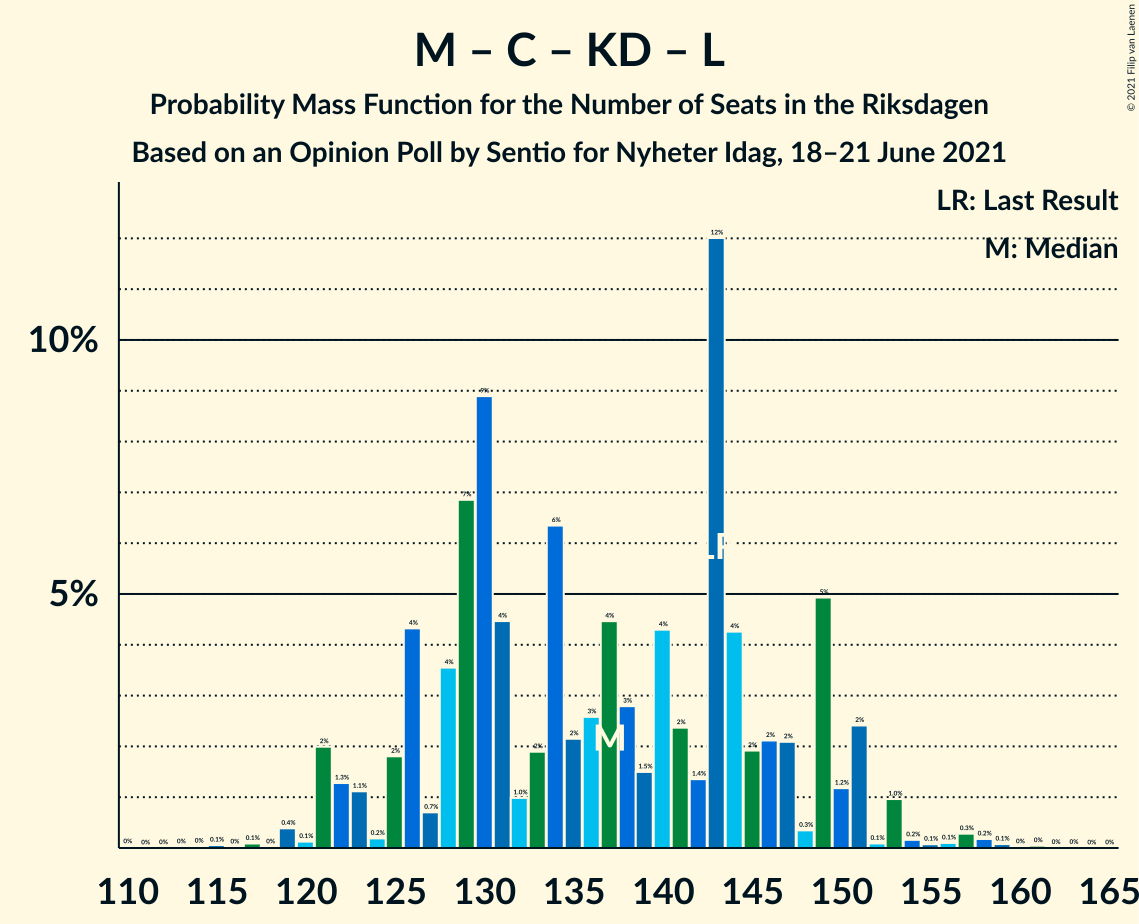 M – C – KD – L
Probability Mass Function for the Number of Seats in the Riksdagen
Based on an Opinion Poll by Sentio for Nyheter Idag, 18–21 June 2021
© 2021 Filip van Laenen
LR: Last Result
M: Median
10%
5%
0% 0% 0% 0% 0% 0.1% 0% 0.1% 0% 0.4% 0.1% 2% 1.3% 1.1% 0.2% 2% 4% 0.7% 4% 7% 9% 4% 1.0% 2% 6% 2% 3% 4% 3% 1.5% 4% 2% 1.4% 12% 4% 2% 2% 2% 0.3% 5% 1.2% 2% 0.1% 1.0% 0.2% 0.1% 0.1% 0.3% 0.2% 0.1% 0% 0% 0% 0% 0% 0%
LR
M
110 115 120 125 130 135 140 145 150 155 160 165